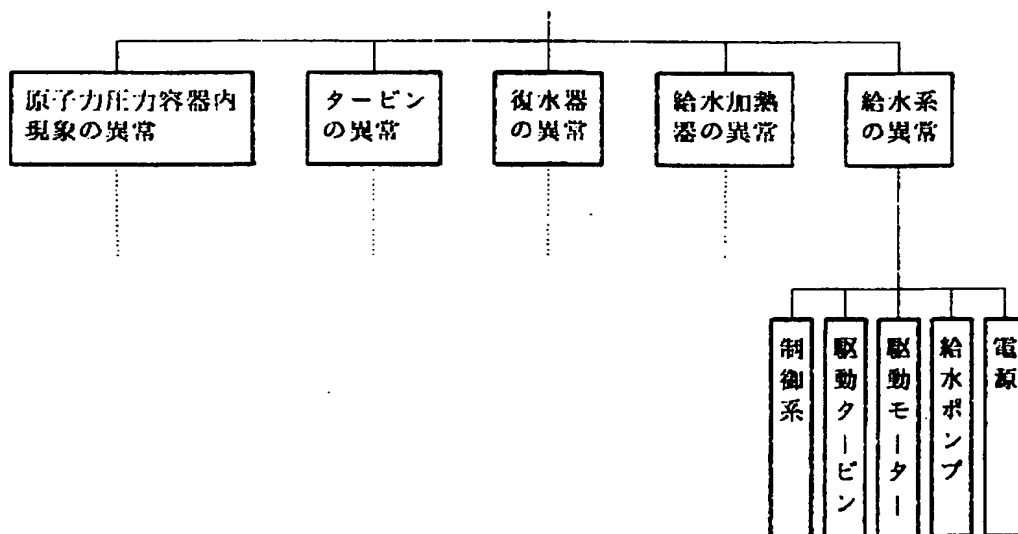 原子力圧力容器内
現象の異常
タービン
の異常
復水器
の異常
給水加熱
器の異常
給水系
の異常
制御系
駆動タービン
駆動モーター
給水ポンプ
電源